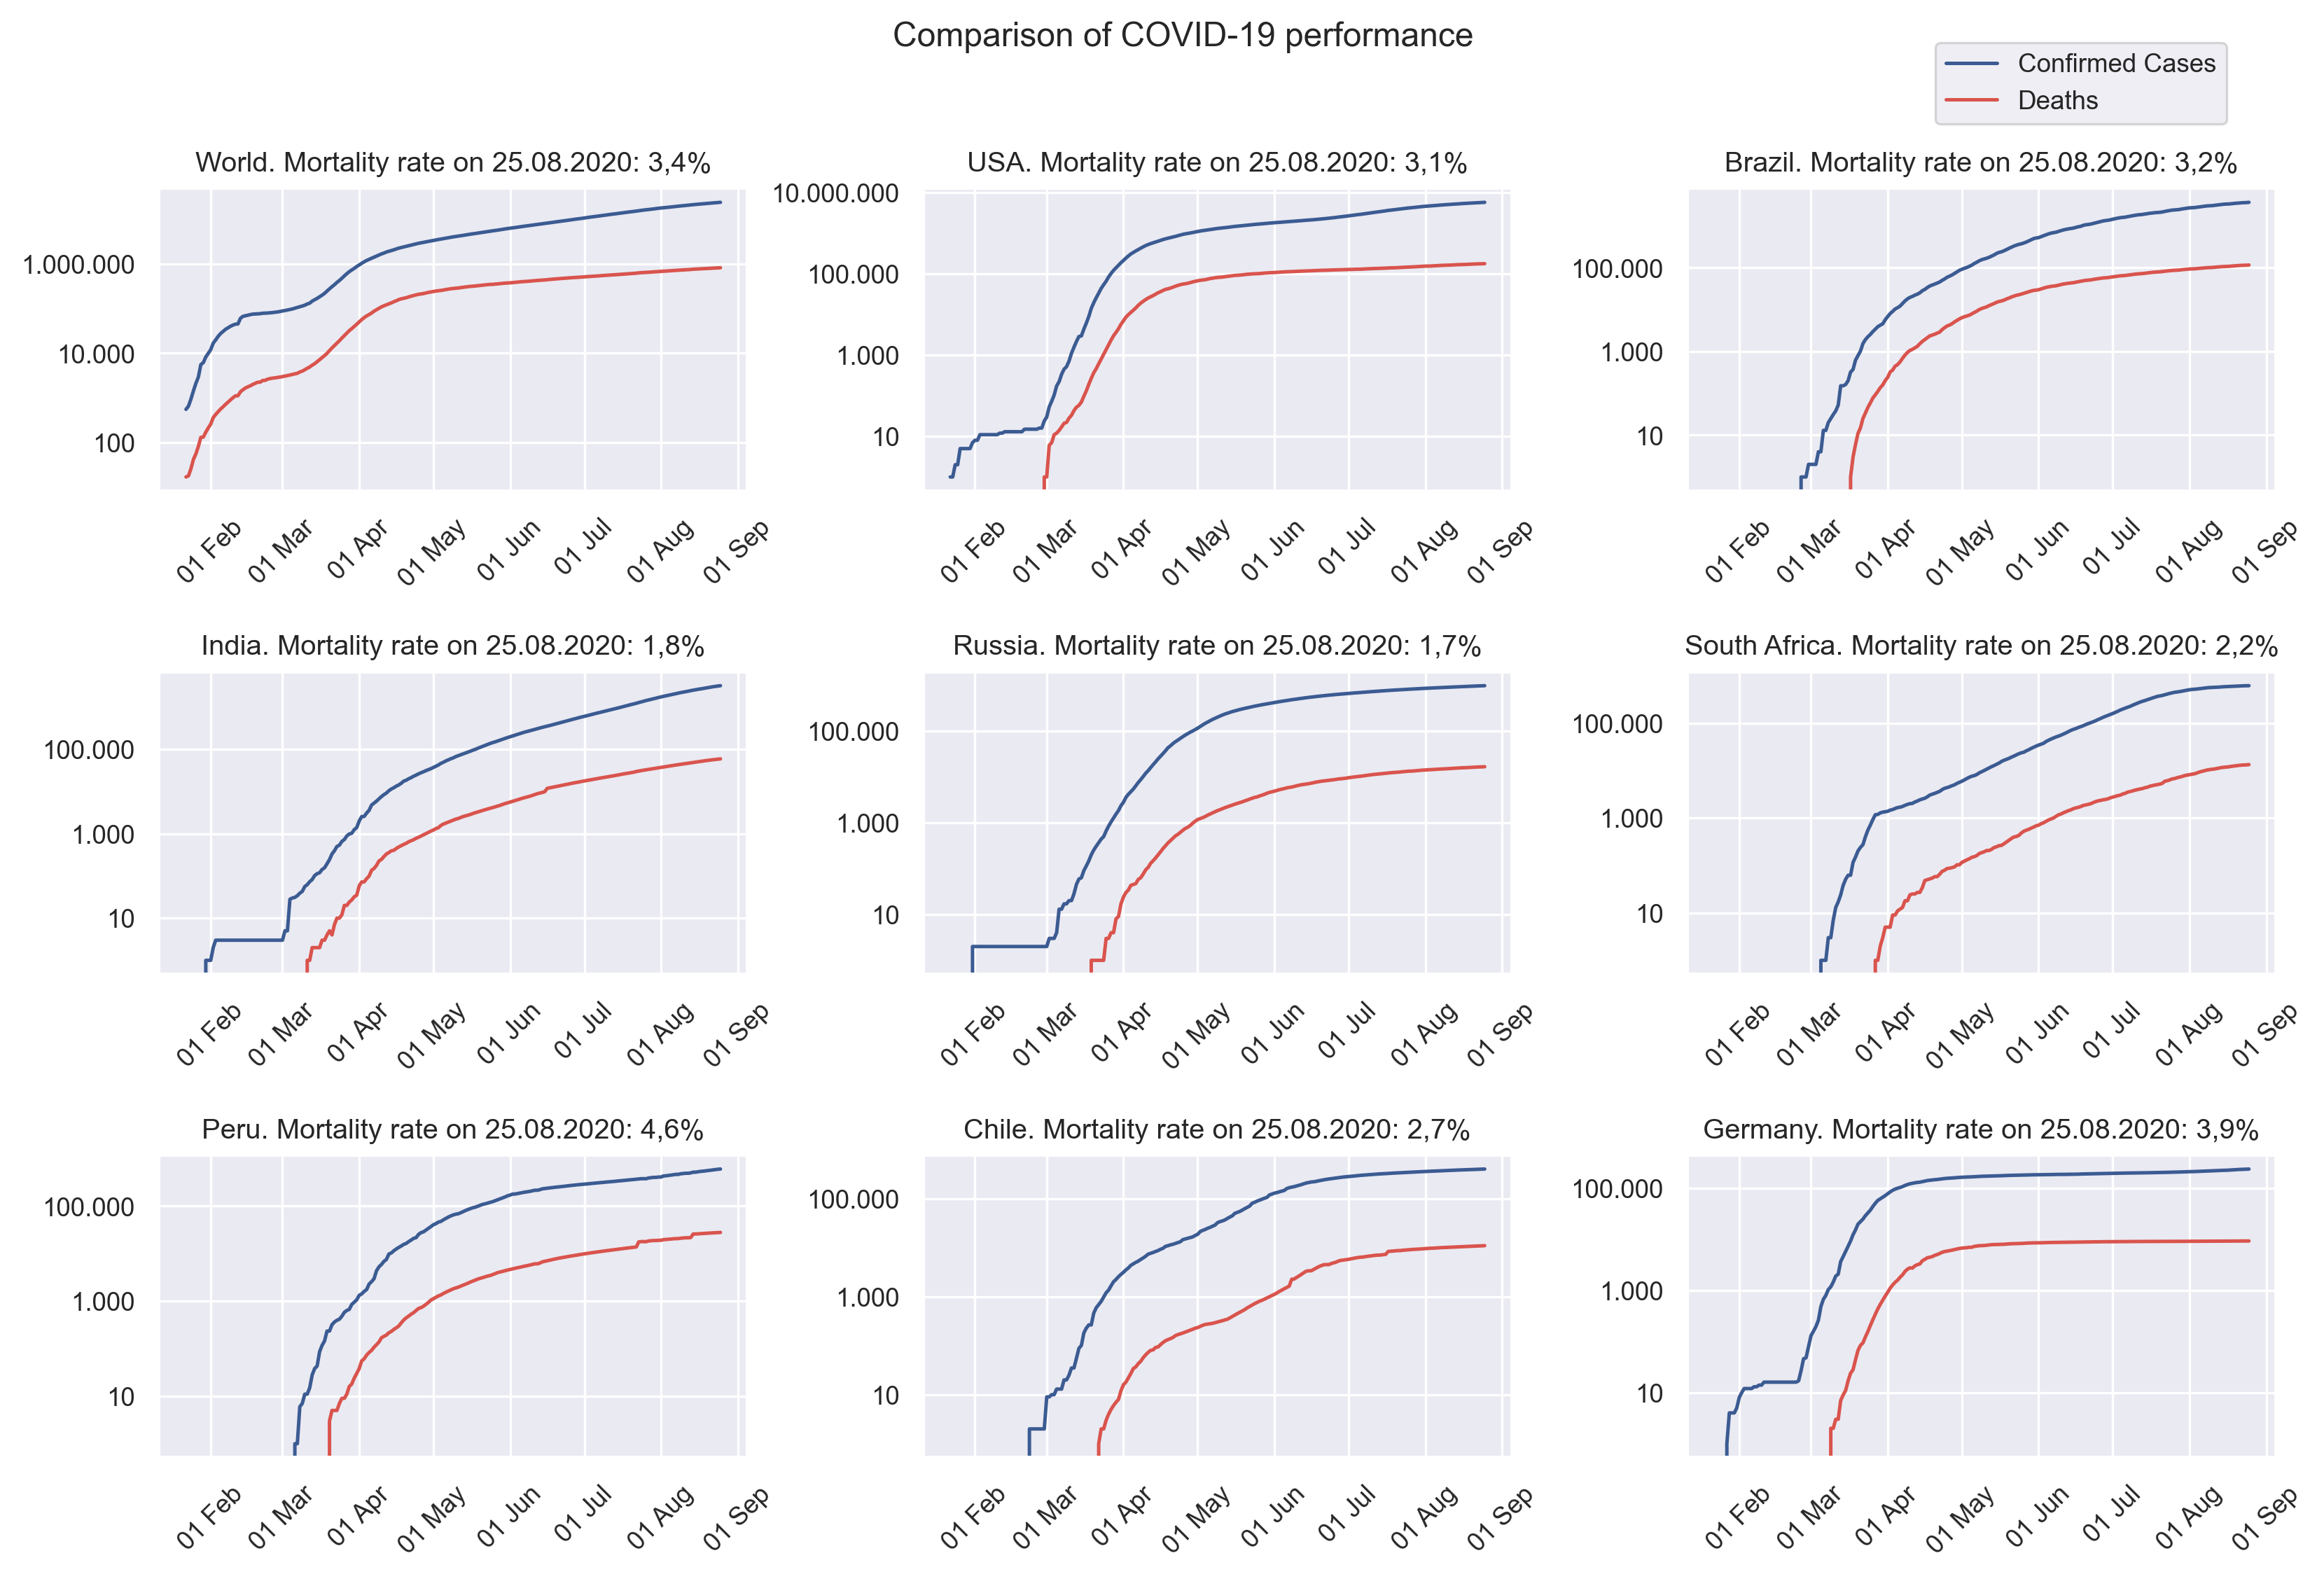 Comparison of COVID-19 performance
Confirmed Cases
Deaths
World. Mortality rate on 25.08.2020: 3,4%
1.000.000
10.000
100
01 Feb
01 Mar
01 Apr
01 May
01 Jun
01 Jul
01 Aug
01 Sep
USA. Mortality rate on 25.08.2020: 3,1%
10.000.000
100.000
1.000
10
01 Feb
01 Mar
01 Apr
01 May
01 Jun
01 Jul
01 Aug
01 Sep
Brazil. Mortality rate on 25.08.2020: 3,2%
100.000
1.000
10
01 Feb
01 Mar
01 Apr
01 May
01 Jun
01 Jul
01 Aug
01 Sep
India. Mortality rate on 25.08.2020: 1,8%
100.000
1.000
10
01 Feb
01 Mar
01 Apr
01 May
01 Jun
01 Jul
01 Aug
01 Sep
Russia. Mortality rate on 25.08.2020: 1,7%
100.000
1.000
10
01 Feb
01 Mar
01 Apr
01 May
01 Jun
01 Jul
01 Aug
01 Sep
South Africa. Mortality rate on 25.08.2020: 2,2%
100.000
1.000
10
01 Feb
01 Mar
01 Apr
01 May
01 Jun
01 Jul
01 Aug
01 Sep
Peru. Mortality rate on 25.08.2020: 4,6%
100.000
1.000
10
01 Feb
01 Mar
01 Apr
01 May
01 Jun
01 Jul
01 Aug
01 Sep
Chile. Mortality rate on 25.08.2020: 2,7%
100.000
1.000
10
01 Feb
01 Mar
01 Apr
01 May
01 Jun
01 Jul
01 Aug
01 Sep
Germany. Mortality rate on 25.08.2020: 3,9%
100.000
1.000
10
01 Feb
01 Mar
01 Apr
01 May
01 Jun
01 Jul
01 Aug
01 Sep